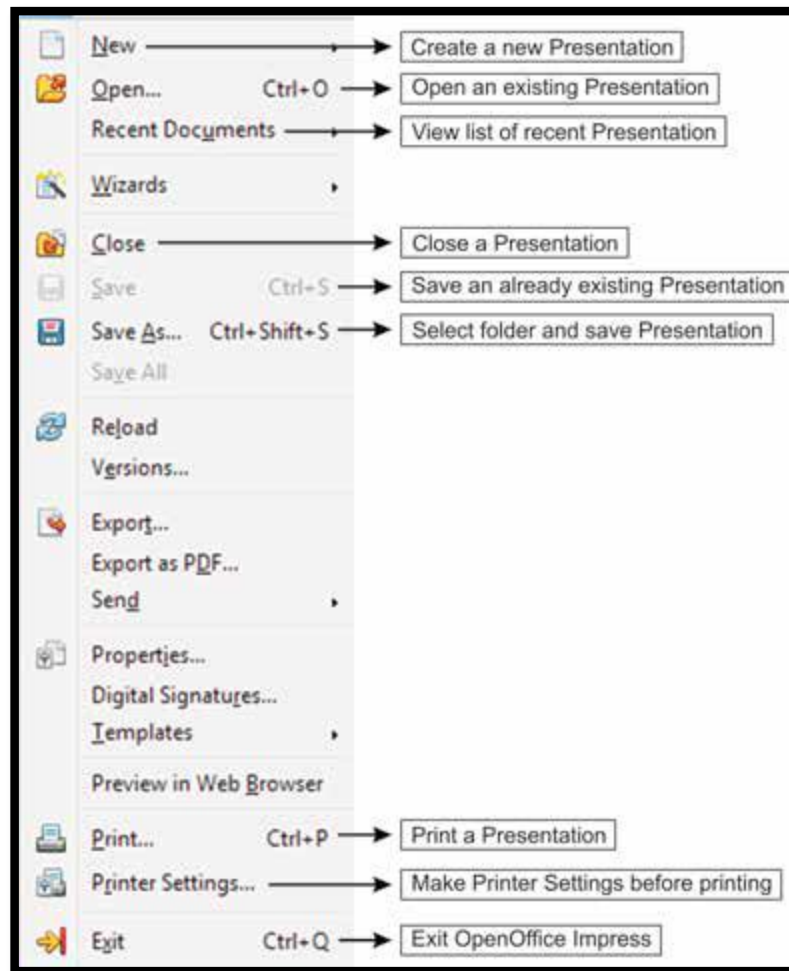 New Create a new Presentation
Open... Ctrl+O Open an existing Presentation
Recent Documents View list of recent Presentation
Wizards
Close Close a Presentation
Save Ctrl+S Save an already existing Presentation
Save As... Ctrl+Shift+S Select folder and save Presentation
Save All
Reload
Versions...
Export...
Export as PDF...
Send
Properties...
Digital Signatures...
Templates
Preview in Web Browser
Print... Ctrl+P Print a Presentation
Printer Settings... Make Printer Settings before printing
Exit Ctrl+Q Exit OpenOffice Impress